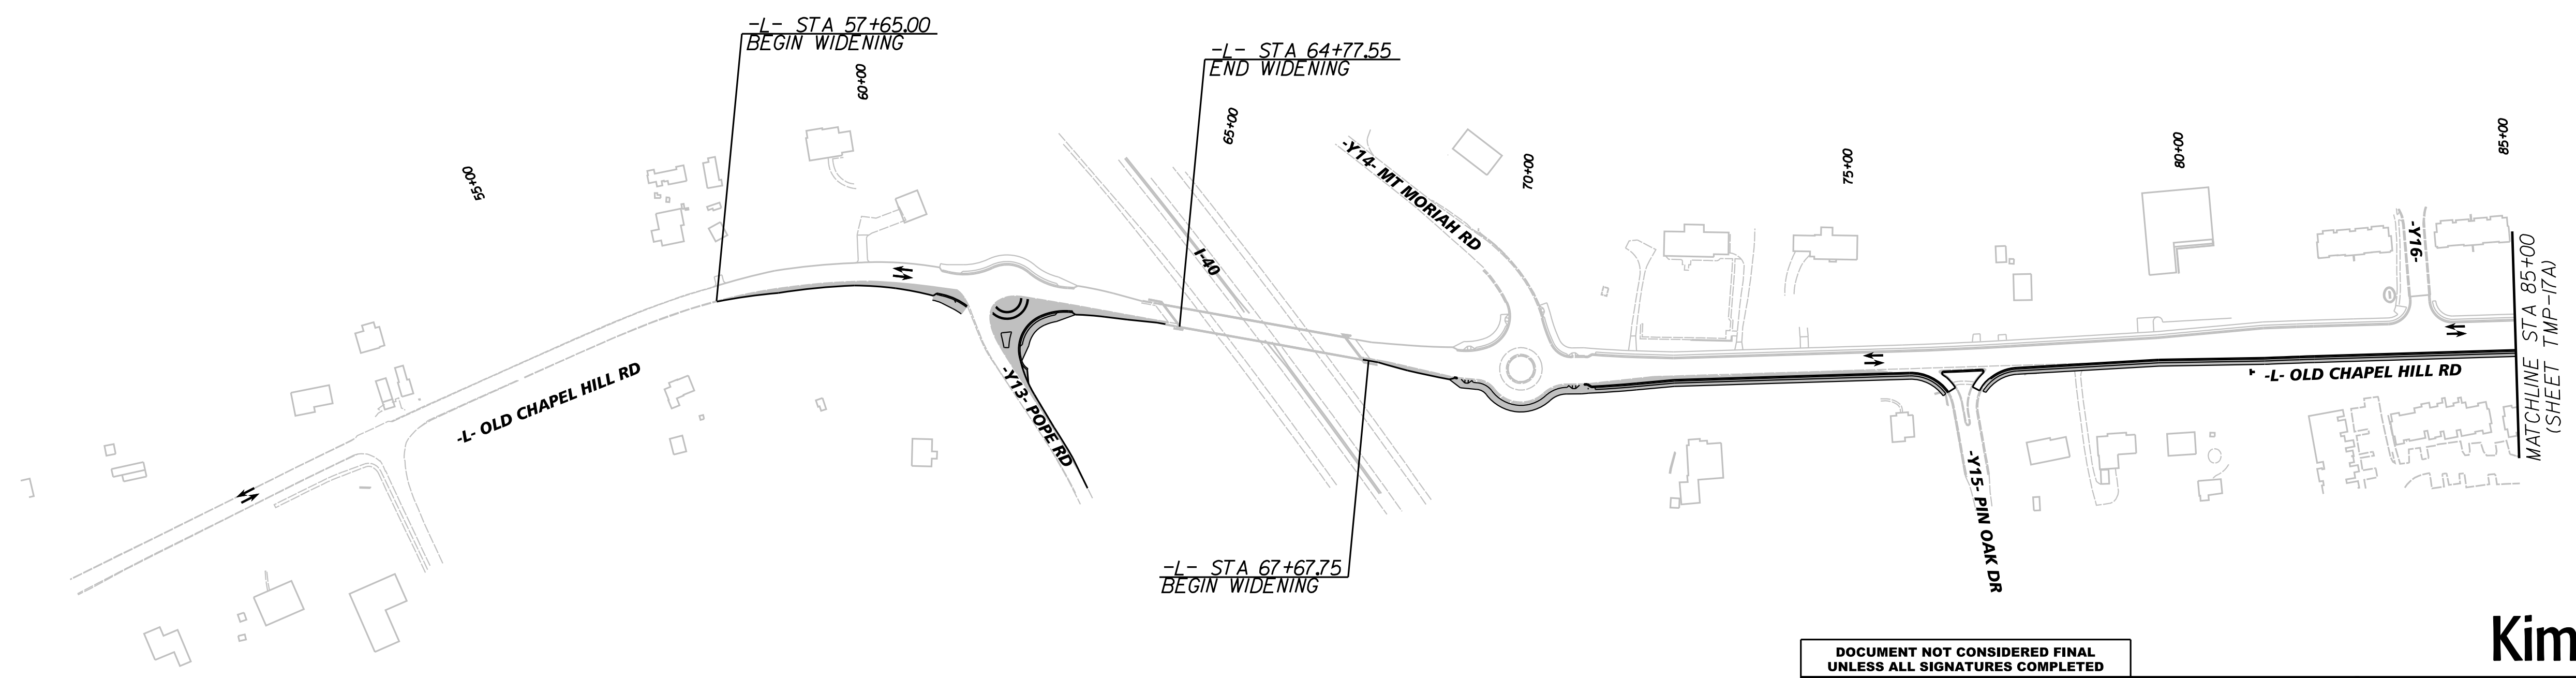 -L- STA 57+65.00
BEGIN WIDENING
-L- STA 64+77.55
END WIDENING
55+00
60+00
65+00
70+00
75+00
80+00
85+00
-Y14- MT MORIAH RD
I-40
-Y16-
MATCHLINE STA 85+00
(SHEET TMP-17A)
-L- OLD CHAPEL HILL RD
-Y13- POPE RD
-L- OLD CHAPEL HILL RD
-Y15- PIN OAK DR
-L- STA 67+67.75
BEGIN WIDENING
DOCUMENT NOT CONSIDERED FINAL
UNLESS ALL SIGNATURES COMPLETED
Kim